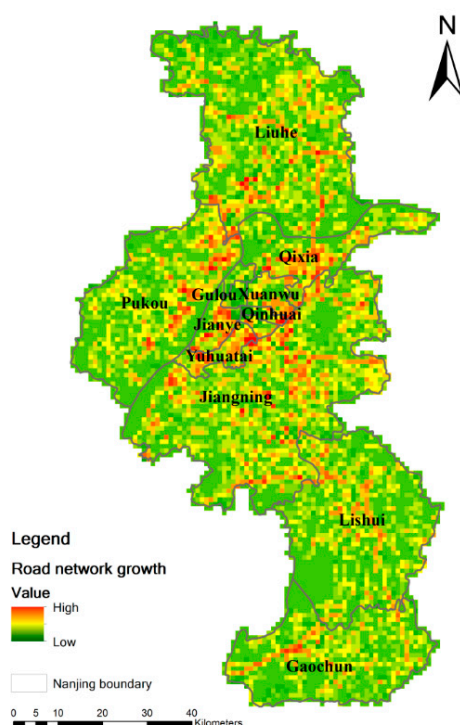 N
Liuhe
Qixia
Pukou
Gulou Xuanwu
Qinhuai
Jianye
Yuhuatai
Jiangning
Lishui
Gaochun
Legend
Road network growth
Value
High
Low
Nanjing boundary
0 5 10 20 30 40
Kilometers